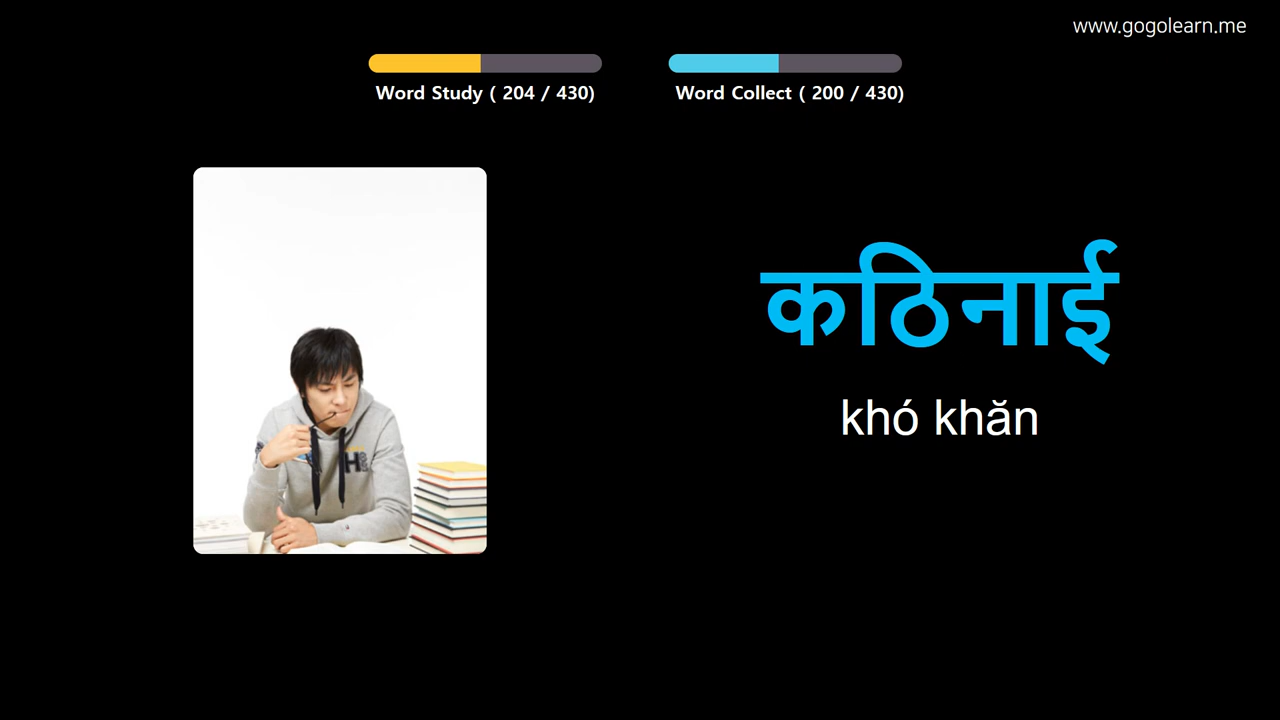 www.gogolearn.me
Word Study ( 204 / 430)
Word Collect ( 200 / 430)
कठिनाई
khó khăn